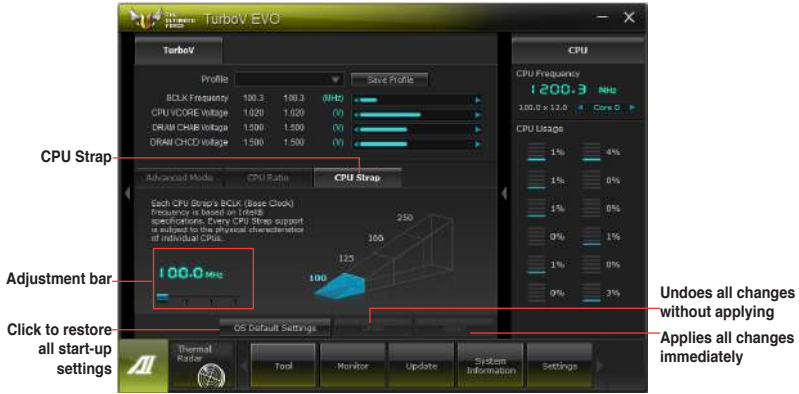 THE ULTIMATE FORCE TurboV EVO
TurboV
Profile
Save Profile
BCLK Frequency 100.3 100.3 (MHz)
CPU VCORE Voltage 1.020 1.020 (V)
DRAM CHAB Voltage 1.500 1.500 (V)
DRAM CHCD Voltage 1.500 1.500 (V)
CPU Strap
Advanced Mode
CPU Ratio
CPU Strap
Each CPU Strap's BCLK (Base Clock)
frequency is based on Intel®
specifications. Every CPU Strap support
is subject to the physical characteristics
of individual CPUs.
250
166
125
100
Adjustment bar
100.0 MHz
Click to restore
all start-up
settings
OS Default Settings
Undo
Apply
CPU
CPU Frequency
1200.3 MHz
100.0 x 12.0 Core 0
CPU Usage
1% 4%
1% 0%
1% 0%
0% 1%
1% 0%
0% 3%
Undoes all changes
without applying
Applies all changes
immediately
AI
Thermal
Radar
Tool
Monitor
Update
System
Information
Settings